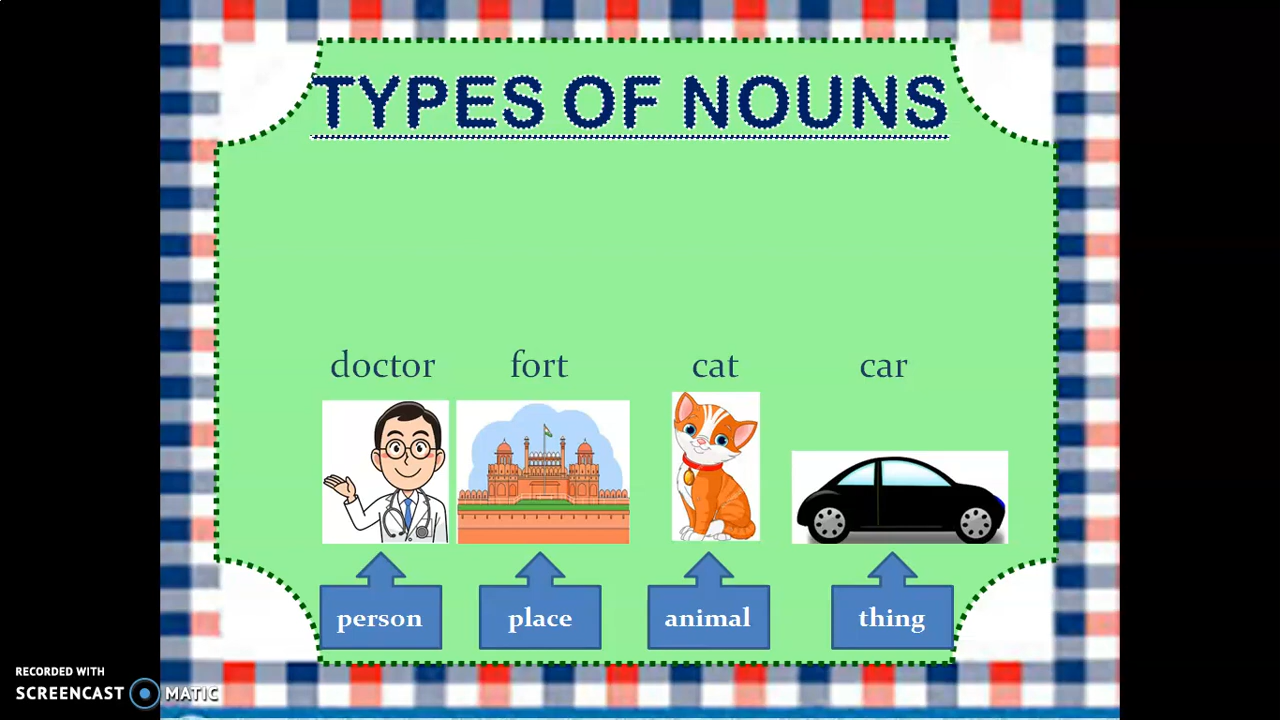 TYPES OF NOUNS
doctor fort cat car
person place animal thing
RECORDED WITH
SCREENCAST MATIC